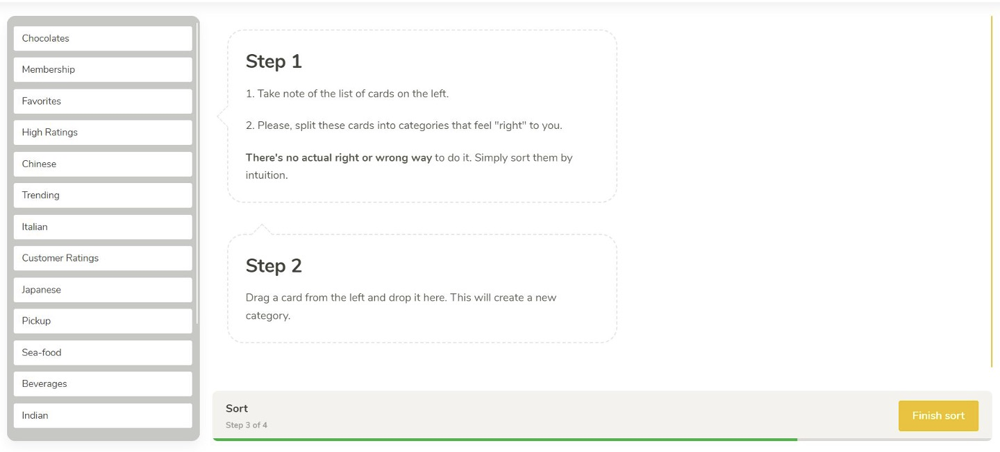 Chocolates
Membership
Favorites
High Ratings
Chinese
Trending
Italian
Customer Ratings
Japanese
Pickup
Sea-food
Beverages
Indian
Step 1
1. Take note of the list of cards on the left.
2. Please, split these cards into categories that feel "right" to you.
There's no actual right or wrong way to do it. Simply sort them by
intuition.
Step 2
Drag a card from the left and drop it here. This will create a new
category.
Sort
Step 3 of 4
Finish sort